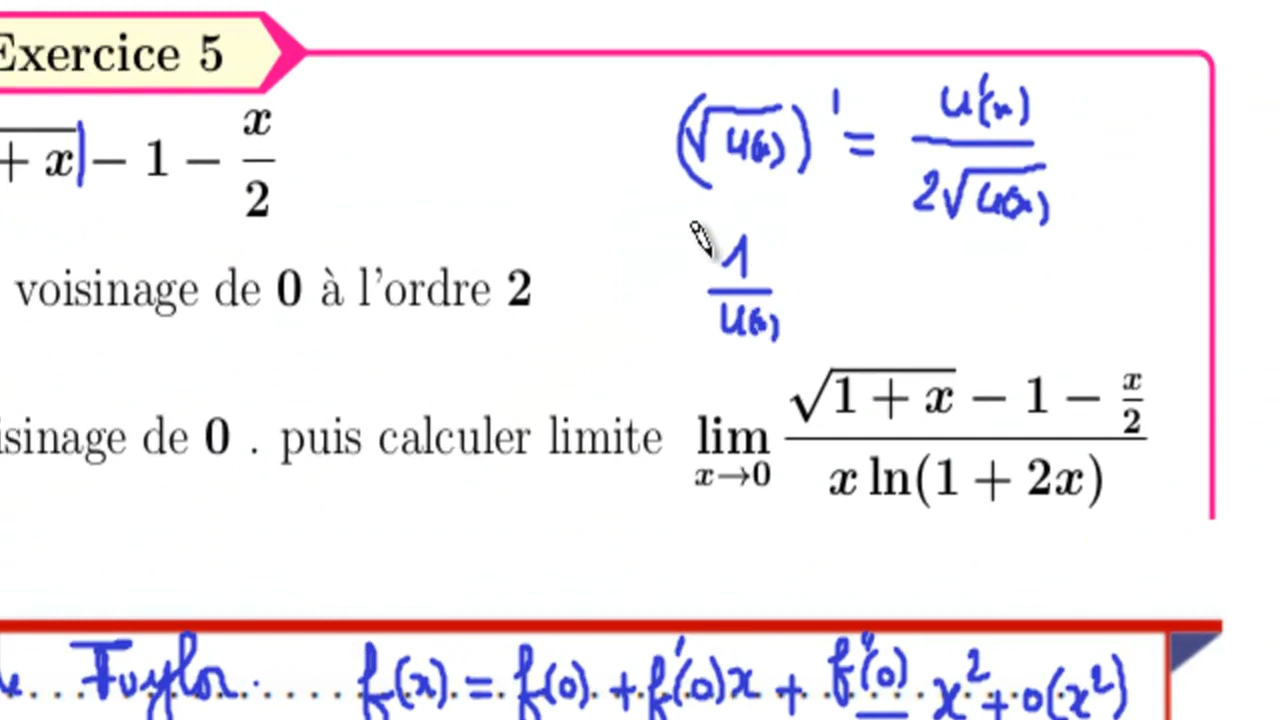 Exercice 5
+ x) − 1 − x/2
(√u(x))' = u'(x)/2√u(x)
1/u(x)
voisinage de 0 à l'ordre 2
isinage de 0 . puis calculer limite lim x→0 (√1 + x − 1 − x/2)/(x ln(1 + 2x))
Taylor. f(x) = f(0) + f'(0)x + f''(0) x² + o(x²)